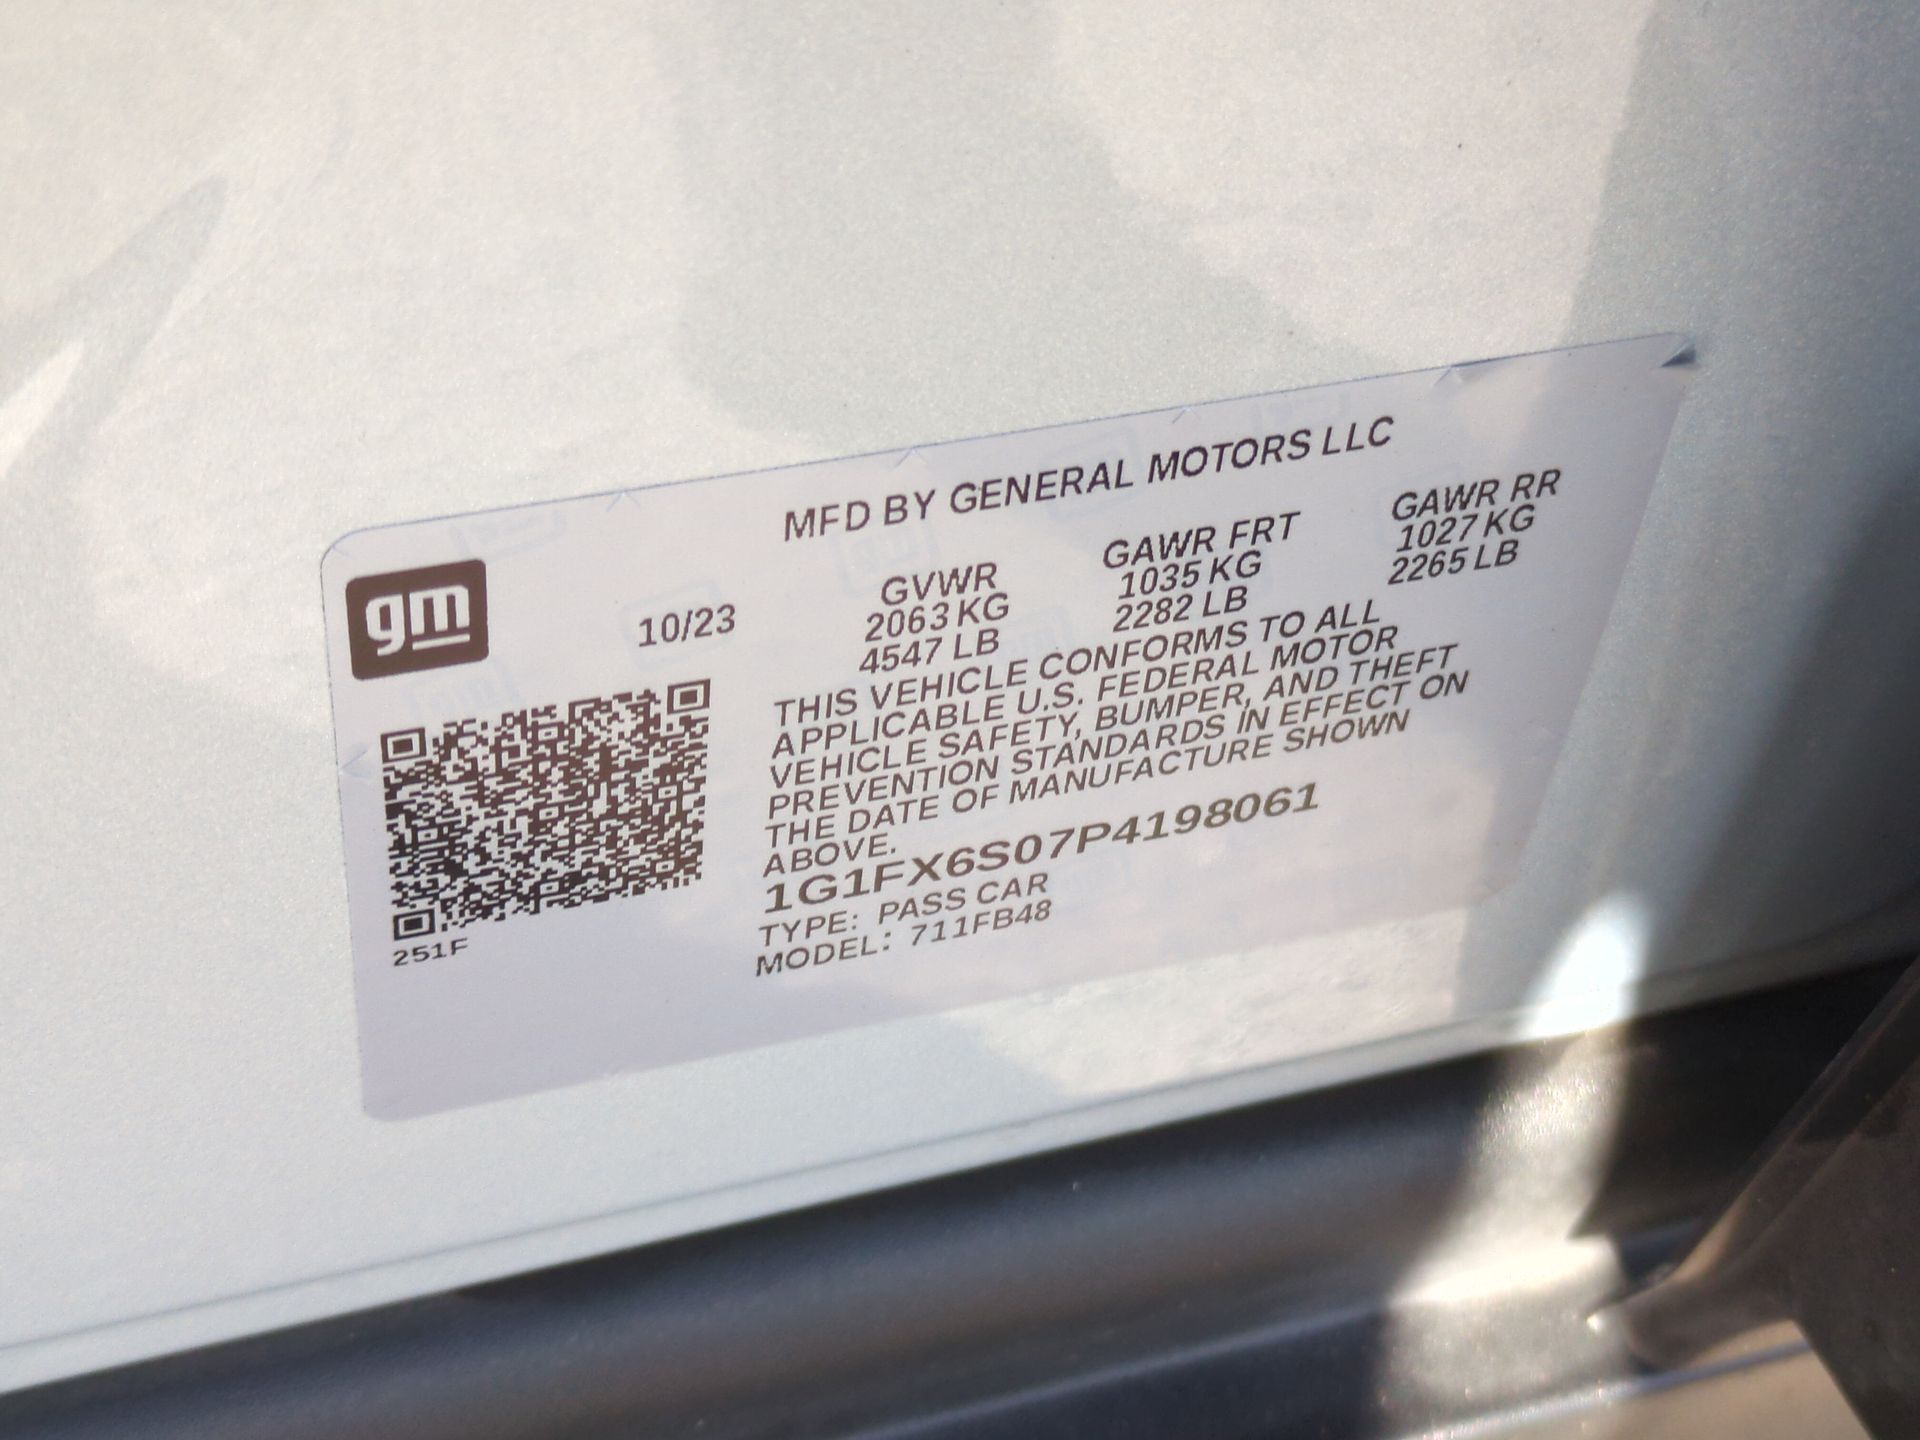 MFD BY GENERAL MOTORS LLC
gm
10/23
GVWR GAWR FRT GAWR RR
2063 KG 1035 KG 1027 KG
4547 LB 2282 LB 2265 LB
THIS VEHICLE CONFORMS TO ALL
APPLICABLE U.S. FEDERAL MOTOR
VEHICLE SAFETY, BUMPER, AND THEFT
PREVENTION STANDARDS IN EFFECT ON
THE DATE OF MANUFACTURE SHOWN
ABOVE.
1G1FX6S07P4198061
TYPE: PASS CAR
MODEL: 711FB48
251F